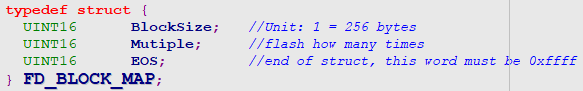 typedef struct {
UINT16 BlockSize; //Unit: 1 = 256 bytes
UINT16 Mutiple; //flash how many times
UINT16 EOS; //end of struct, this word must be 0xffff
} FD_BLOCK_MAP;